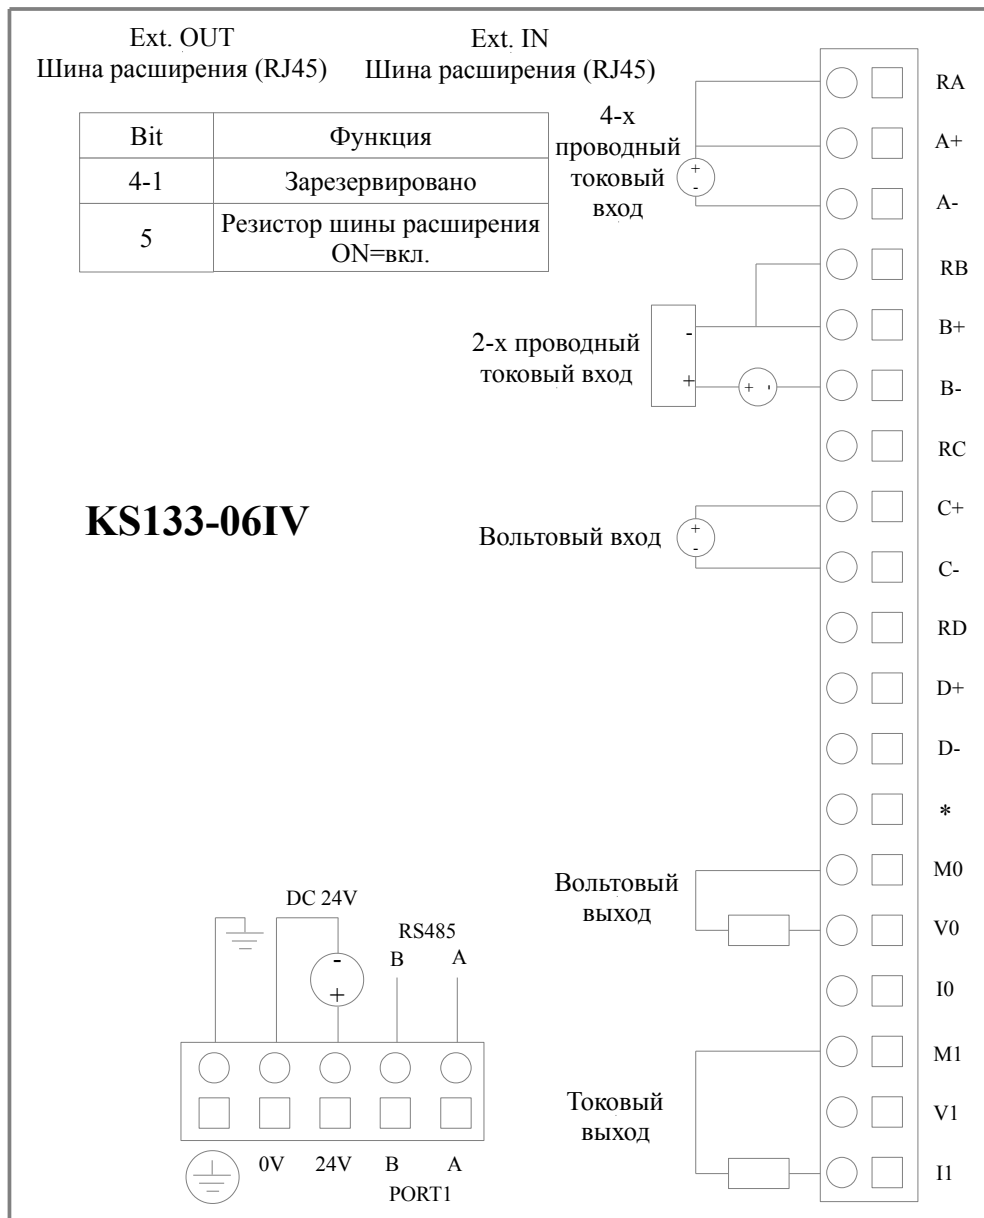 Ext. OUT
Шина расширения (RJ45)
Ext. IN
Шина расширения (RJ45)
Bit Функция
4-1 Зарезервировано
5 Резистор шины расширения
ON=вкл.
4-х
проводный
токовый
вход
+
-
2-х проводный
токовый вход
-
+
+ -
KS133-06IV
Вольтовый вход
+
-
RA
A+
A-
RB
B+
B-
RC
C+
C-
RD
D+
D-
*
M0
V0
I0
M1
V1
I1
Вольтовый
выход
Токовый
выход
DC 24V
-
+
RS485
B A
0V 24V B A
PORT1